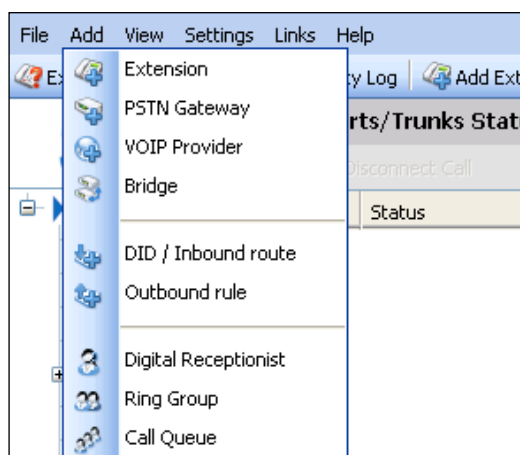 File Add View Settings Links Help
Extension
y Log Add Ext
PSTN Gateway
rts/Trunks Stat
VOIP Provider
Disconnect Call
Bridge
Status
DID / Inbound route
Outbound rule
Digital Receptionist
Ring Group
Call Queue